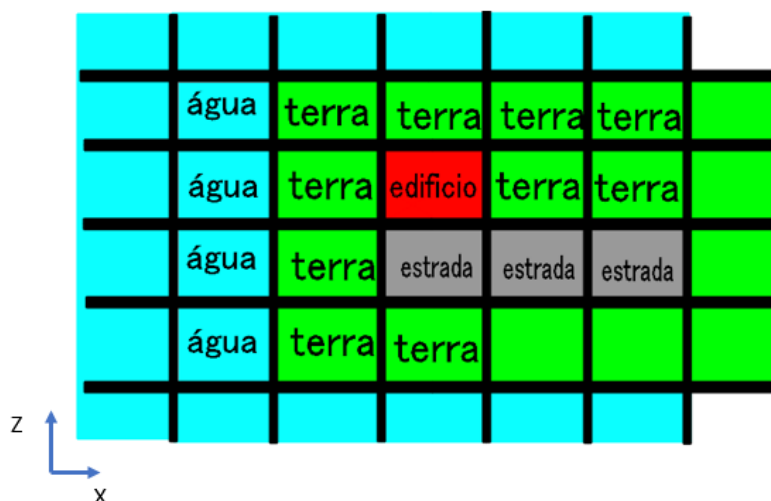 água terra terra terra terra
água terra edificio terra terra
água terra estrada estrada estrada
água terra terra
Z
X